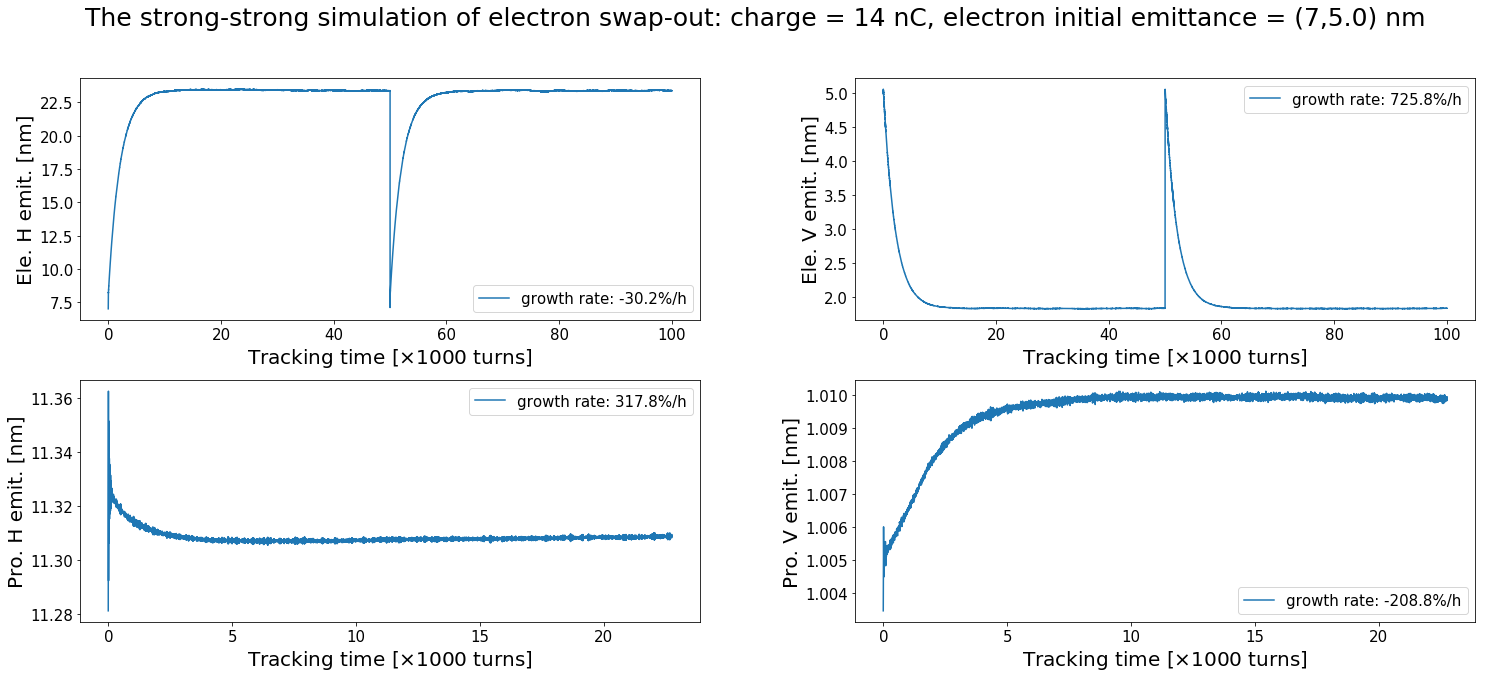 The strong-strong simulation of electron swap-out: charge = 14 nC, electron initial emittance = (7,5.0) nm
Ele. H emit. [nm]
22.5
20.0
17.5
15.0
12.5
10.0
7.5
growth rate: -30.2%/h
0 20 40 60 80 100
Tracking time [×1000 turns]
Ele. V emit. [nm]
5.0
4.5
4.0
3.5
3.0
2.5
2.0
growth rate: 725.8%/h
0 20 40 60 80 100
Tracking time [×1000 turns]
Pro. H emit. [nm]
11.36
11.34
11.32
11.30
11.28
growth rate: 317.8%/h
0 5 10 15 20
Tracking time [×1000 turns]
Pro. V emit. [nm]
1.010
1.009
1.008
1.007
1.006
1.005
1.004
growth rate: -208.8%/h
0 5 10 15 20
Tracking time [×1000 turns]